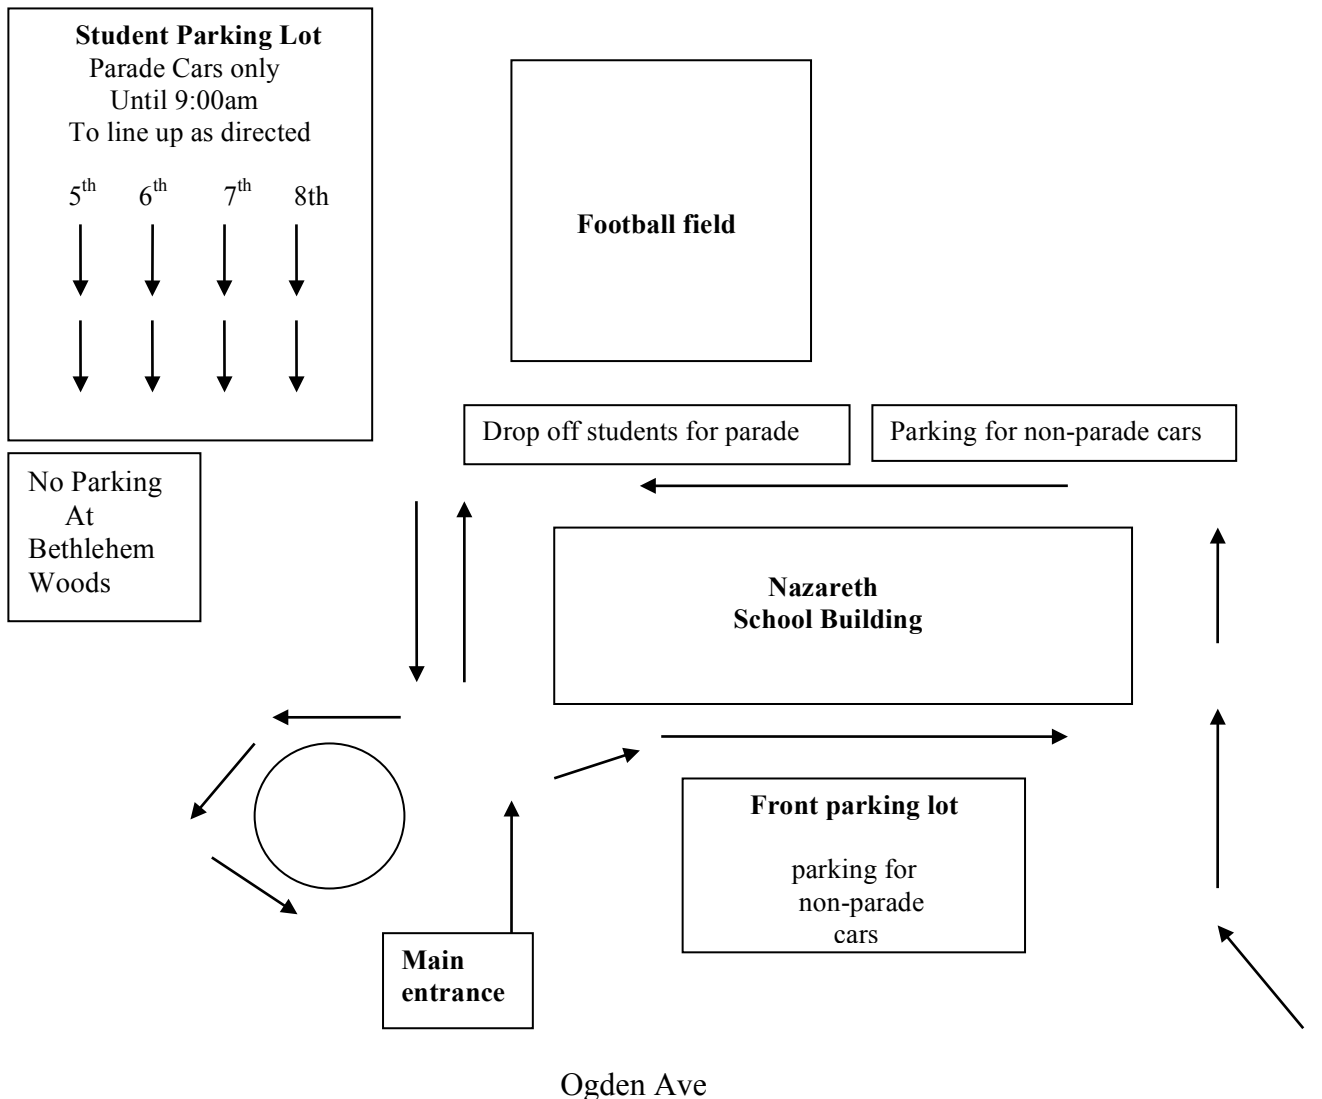 Student Parking Lot
Parade Cars only
Until 9:00am
To line up as directed
5th 6th 7th 8th
Football field
Drop off students for parade
Parking for non-parade cars
No Parking
At
Bethlehem
Woods
Nazareth
School Building
Front parking lot
parking for
non-parade
cars
Main
entrance
Ogden Ave